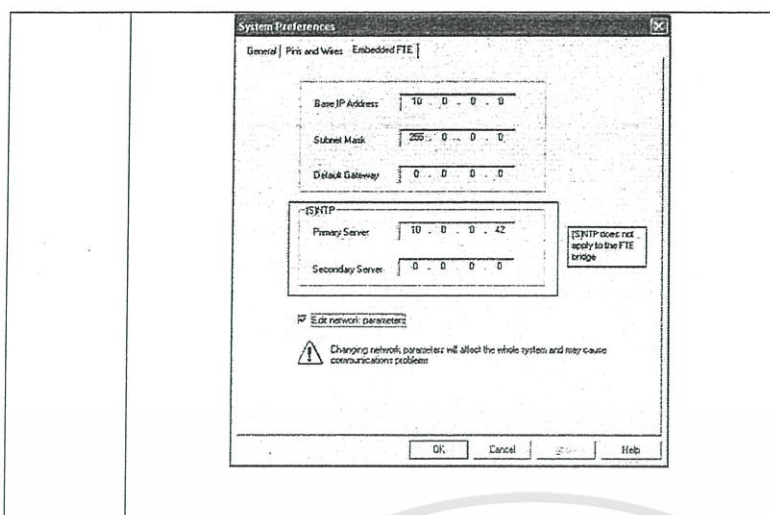 System Preferences
General Pins and Wires Embedded FTE
Base IP Address 10 . 0 . 0 . 0
Subnet Mask 255 . 0 . 0 . 0
Default Gateway 0 . 0 . 0 . 0
(S)NTP
Primary Server 10 . 0 . 0 . 42
Secondary Server 0 . 0 . 0 . 0
(S)NTP does not
apply to the FTE
bridge
Edit network parameters
Changing network parameters will affect the whole system and may cause
communications problems
OK Cancel Help